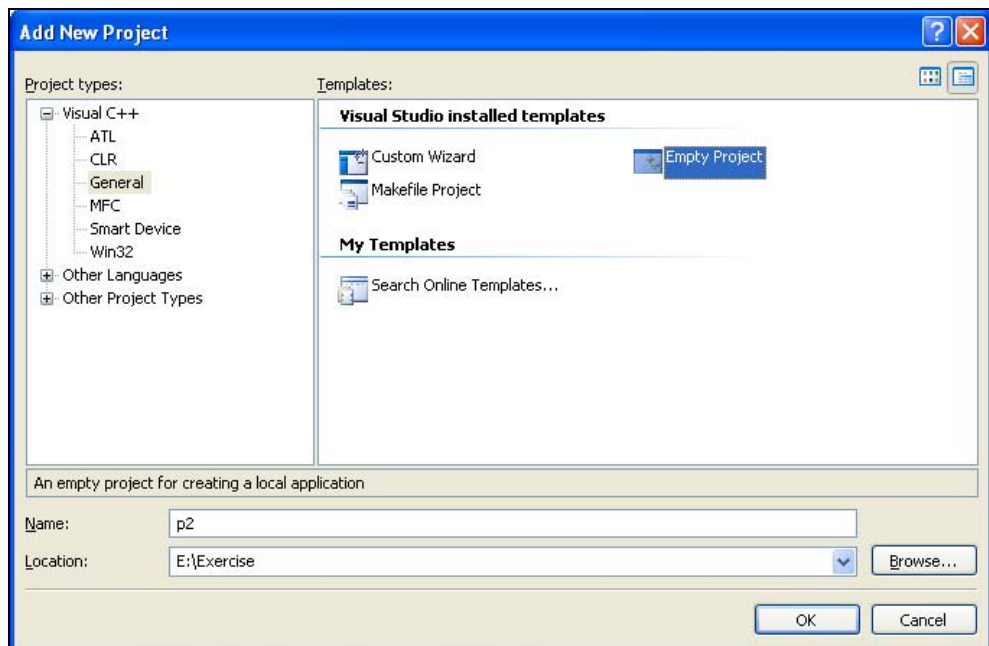 Add New Project
Project types:
Templates:
Visual C++
ATL
CLR
General
MFC
Smart Device
Win32
Other Languages
Other Project Types
Visual Studio installed templates
Custom Wizard
Empty Project
Makefile Project
My Templates
Search Online Templates...
An empty project for creating a local application
Name:
p2
Location:
E:\Exercise
Browse...
OK
Cancel